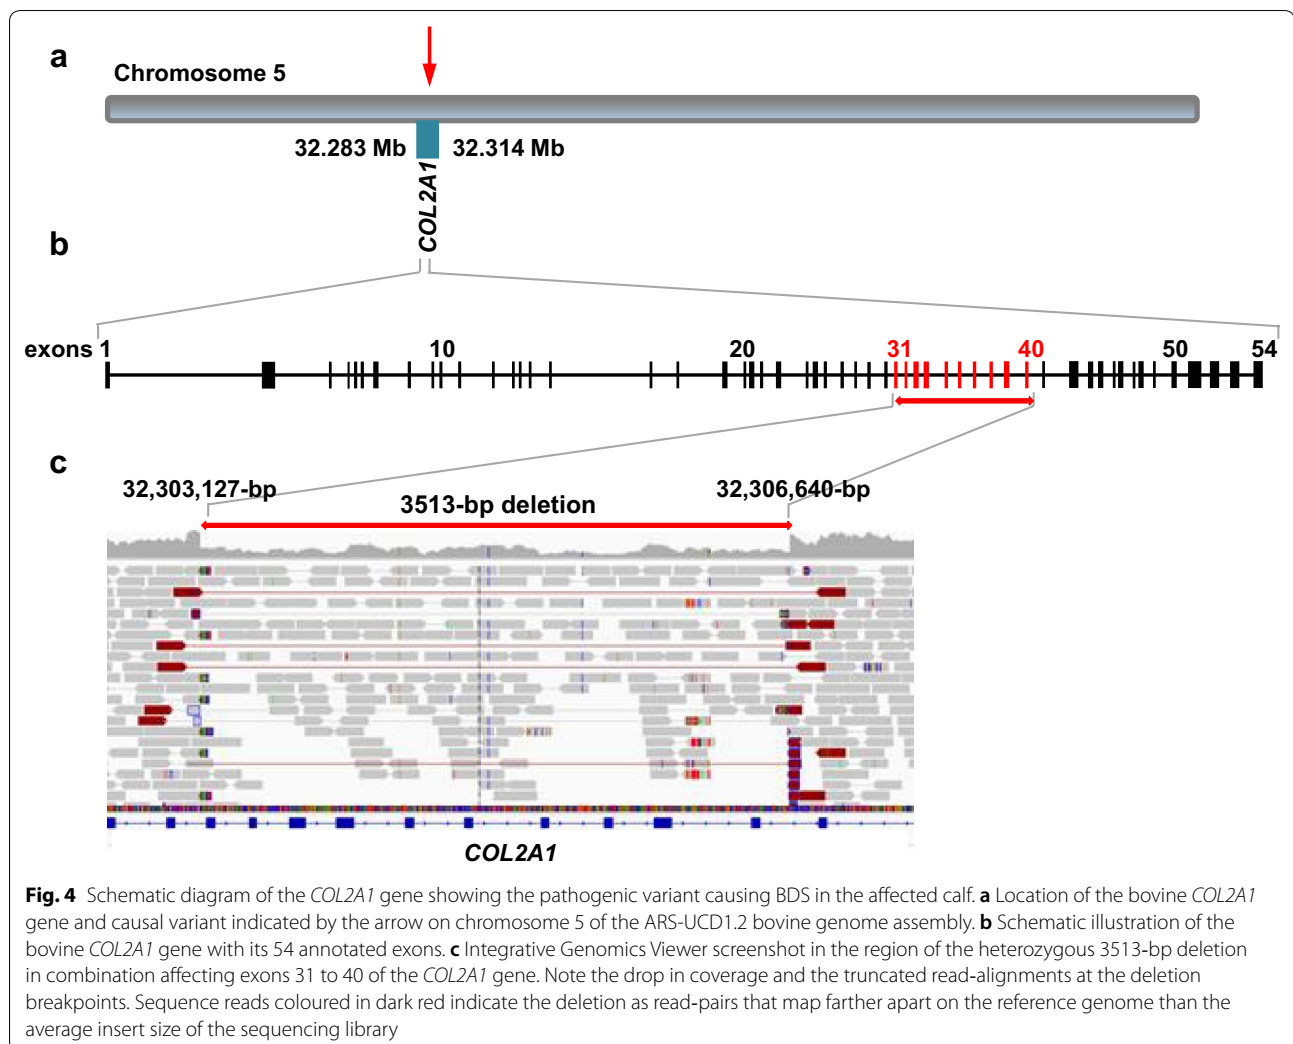 a
Chromosome 5
32.283 Mb 32.314 Mb
COL2A1
b
exons 1 10 20 31 40 50 54
c
32,303,127-bp 32,306,640-bp
3513-bp deletion
COL2A1
Fig. 4 Schematic diagram of the COL2A1 gene showing the pathogenic variant causing BDS in the affected calf. a Location of the bovine COL2A1
gene and causal variant indicated by the arrow on chromosome 5 of the ARS-UCD1.2 bovine genome assembly. b Schematic illustration of the
bovine COL2A1 gene with its 54 annotated exons. c Integrative Genomics Viewer screenshot in the region of the heterozygous 3513-bp deletion
in combination affecting exons 31 to 40 of the COL2A1 gene. Note the drop in coverage and the truncated read-alignments at the deletion
breakpoints. Sequence reads coloured in dark red indicate the deletion as read-pairs that map farther apart on the reference genome than the
average insert size of the sequencing library